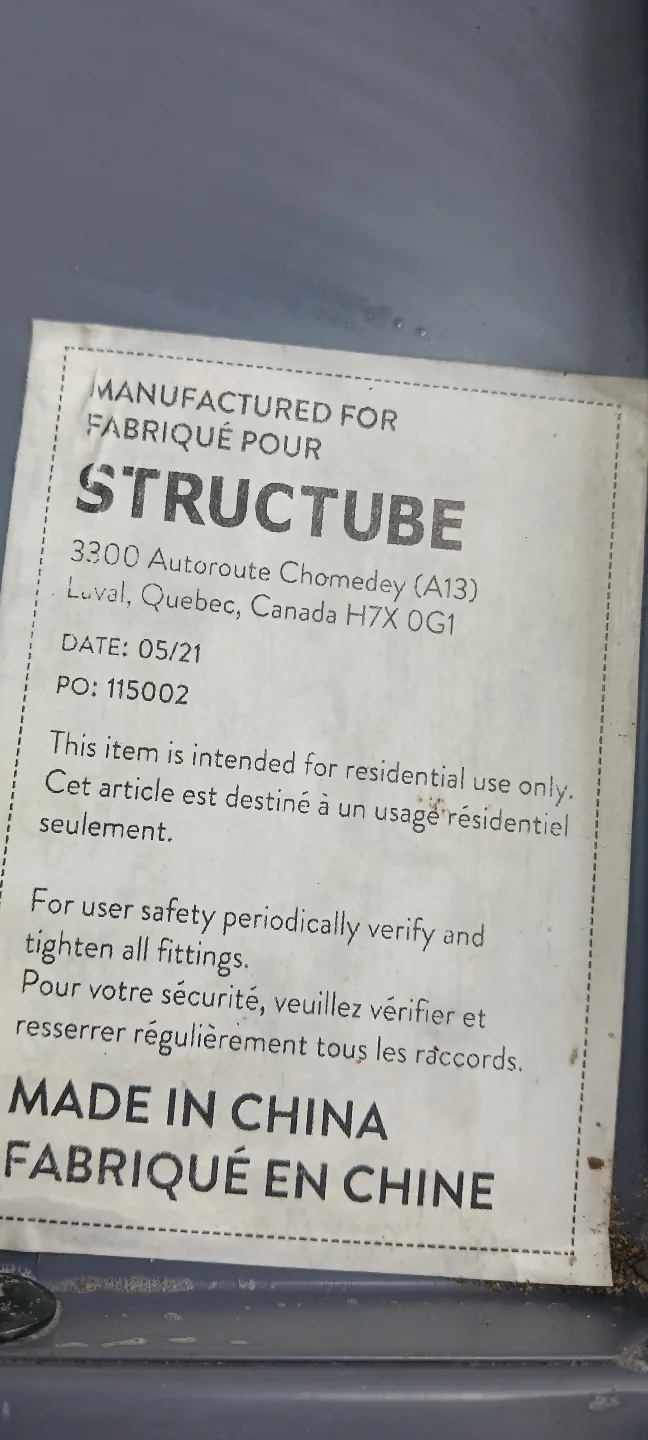 MANUFACTURED FOR
FABRIQUÉ POUR
STRUCTUBE
3300 Autoroute Chomedey (A13)
Laval, Quebec, Canada H7X 0G1
DATE: 05/21
PO: 115002
This item is intended for residential use only.
Cet article est destiné à un usage résidentiel
seulement.
For user safety periodically verify and
tighten all fittings.
Pour votre sécurité, veuillez vérifier et
resserrer régulièrement tous les raccords.
MADE IN CHINA
FABRIQUÉ EN CHINE